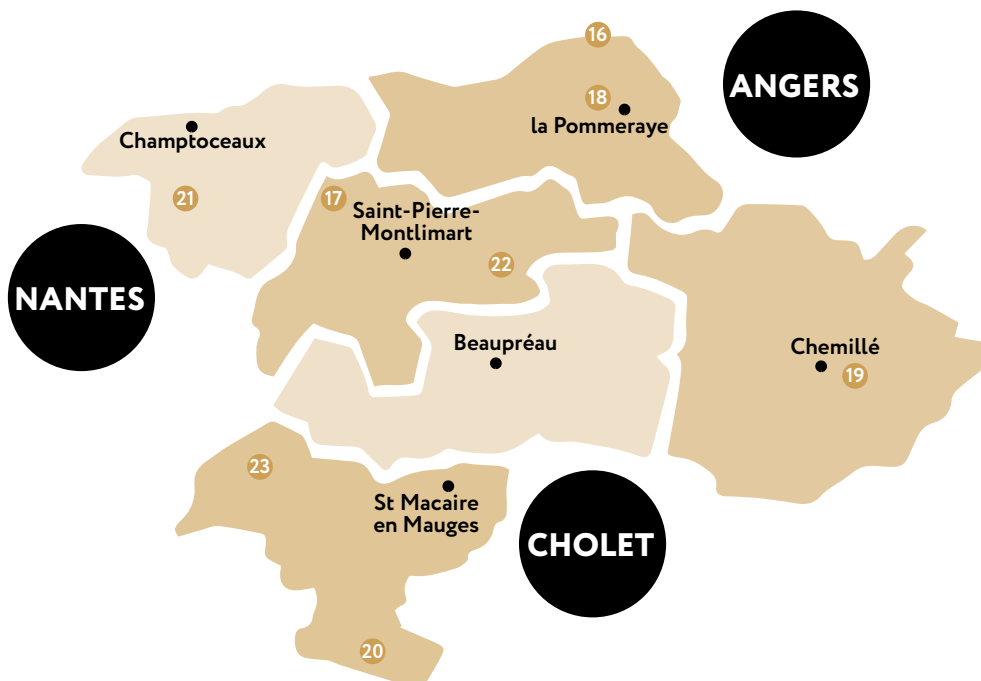 16
ANGERS
18
la Pommeraye
Champtoceaux
21
17
Saint-Pierre-
Montlimart
22
NANTES
Beaupréau
Chemillé
19
23
St Macaire
en Mauges
CHOLET
20